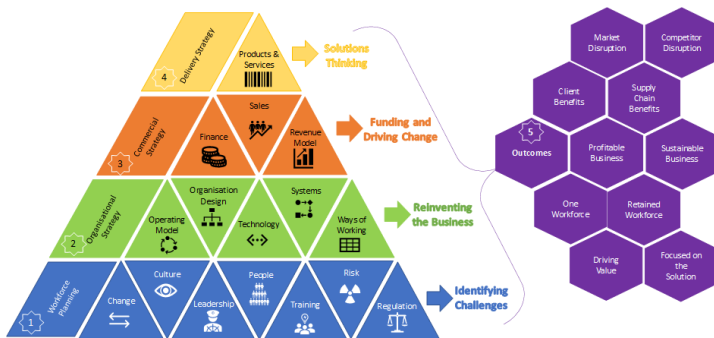 4
Delivery Strategy
Products &
Services
Solutions
Thinking
3
Commercial
Strategy
Finance
Sales
Revenue
Model
Funding and
Driving Change
2
Organisational
Strategy
Operating
Model
Organisation
Design
Technology
Systems
Ways of
Working
Reinventing
the Business
1
Workforce
Planning
Change
Culture
Leadership
People
Training
Risk
Regulation
Identifying
Challenges
Market
Disruption
Competitor
Disruption
Client
Benefits
Supply
Chain
Benefits
5
Outcomes
Profitable
Business
Sustainable
Business
One
Workforce
Retained
Workforce
Driving
Value
Focused on
the
Solution